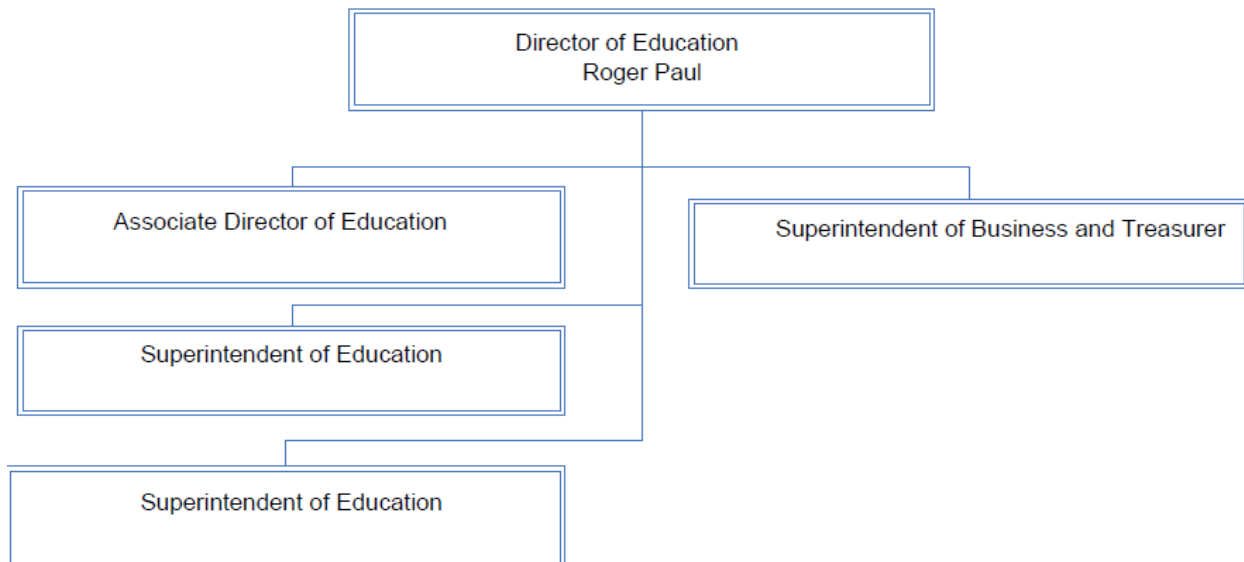 Director of Education
Roger Paul
Associate Director of Education
Superintendent of Business and Treasurer
Superintendent of Education
Superintendent of Education